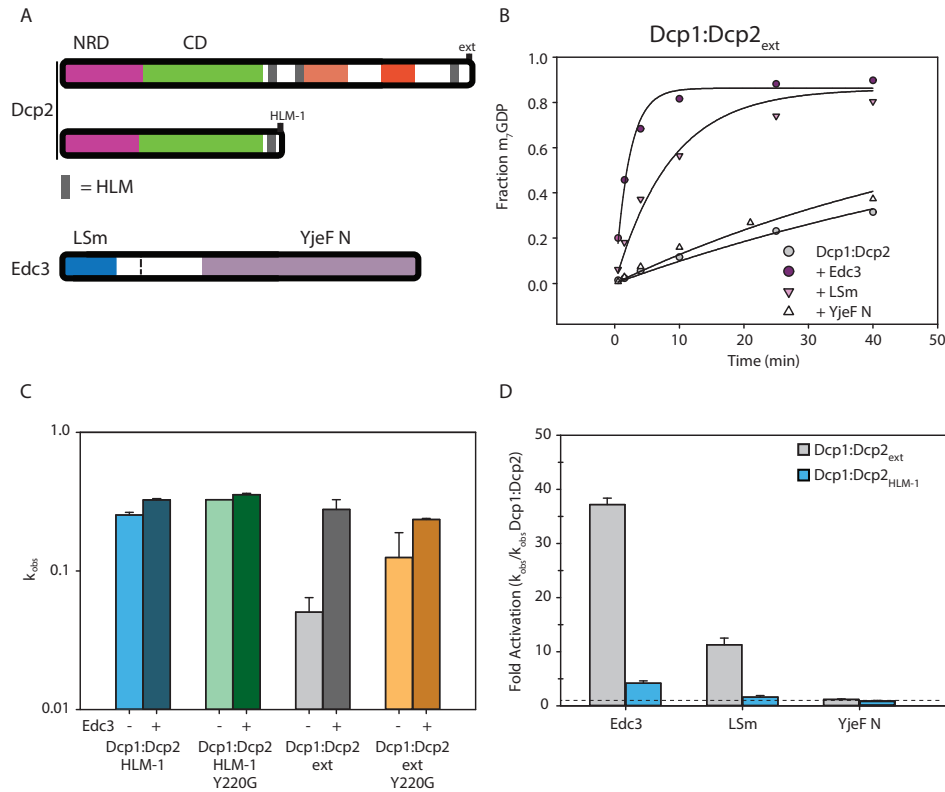 A
NRD CD
ext
Dcp2
HLM-1
= HLM
LSm YjeF N
Edc3
B
Dcp1:Dcp2ext
Fraction m7GDP
1.0
0.8
0.6
0.4
0.2
0.0
Dcp1:Dcp2
+ Edc3
+ LSm
+ YjeF N
0 10 20 30 40 50
Time (min)
C
kobs
1.0
0.1
0.01
Edc3 - + - + - + - +
Dcp1:Dcp2 HLM-1
Dcp1:Dcp2 HLM-1 Y220G
Dcp1:Dcp2 ext
Dcp1:Dcp2 ext Y220G
D
Fold Activation (kobs/kobs Dcp1:Dcp2)
50
40
30
20
10
0
Dcp1:Dcp2ext
Dcp1:Dcp2HLM-1
Edc3 LSm YjeF N